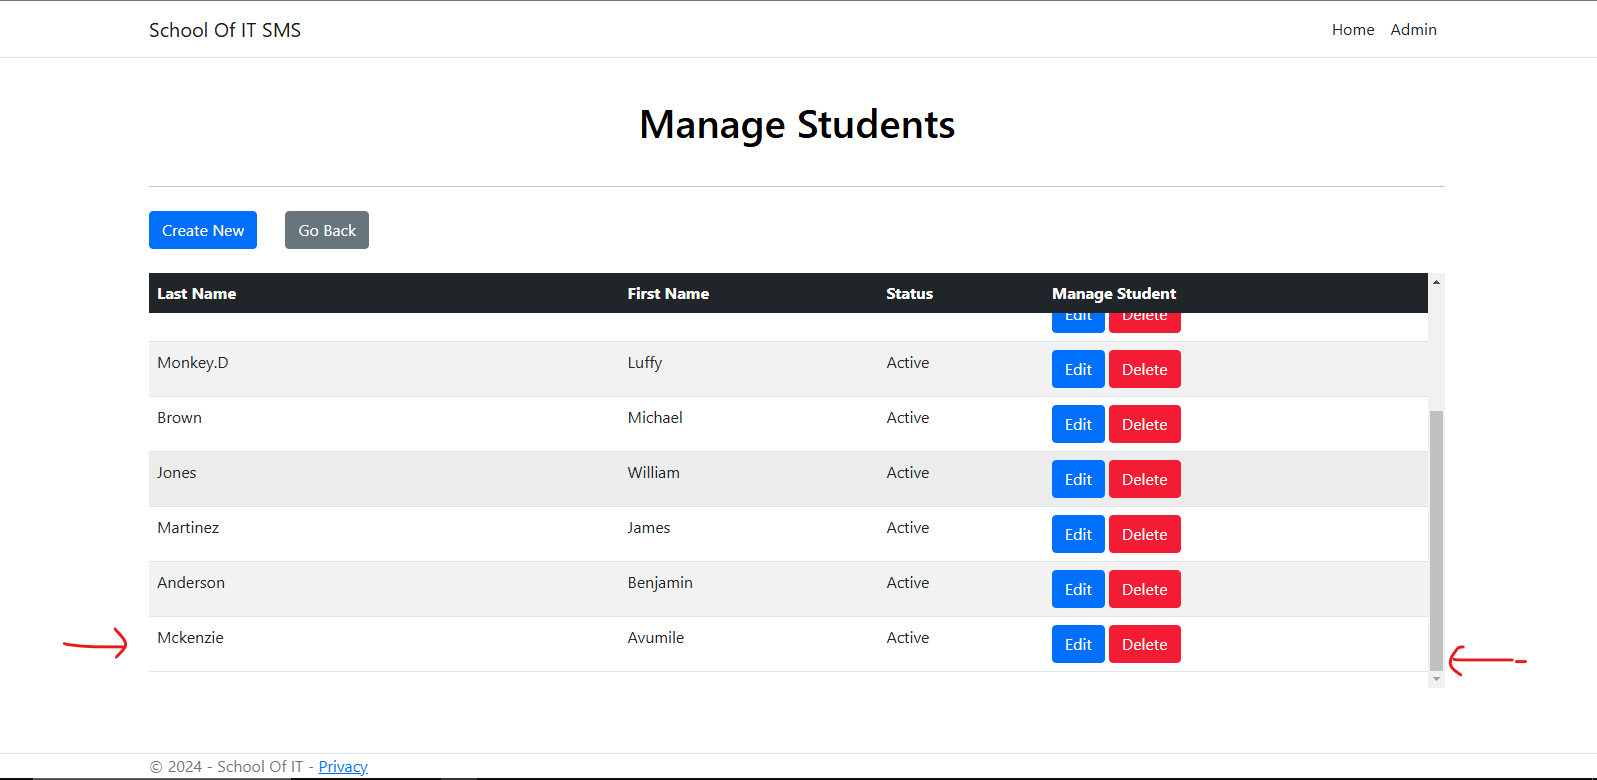 School Of IT SMS Home Admin
Manage Students
Create New Go Back
Last Name First Name Status Manage Student
Edit Delete
Monkey.D Luffy Active Edit Delete
Brown Michael Active Edit Delete
Jones William Active Edit Delete
Martinez James Active Edit Delete
Anderson Benjamin Active Edit Delete
Mckenzie Avumile Active Edit Delete
© 2024 - School Of IT - Privacy